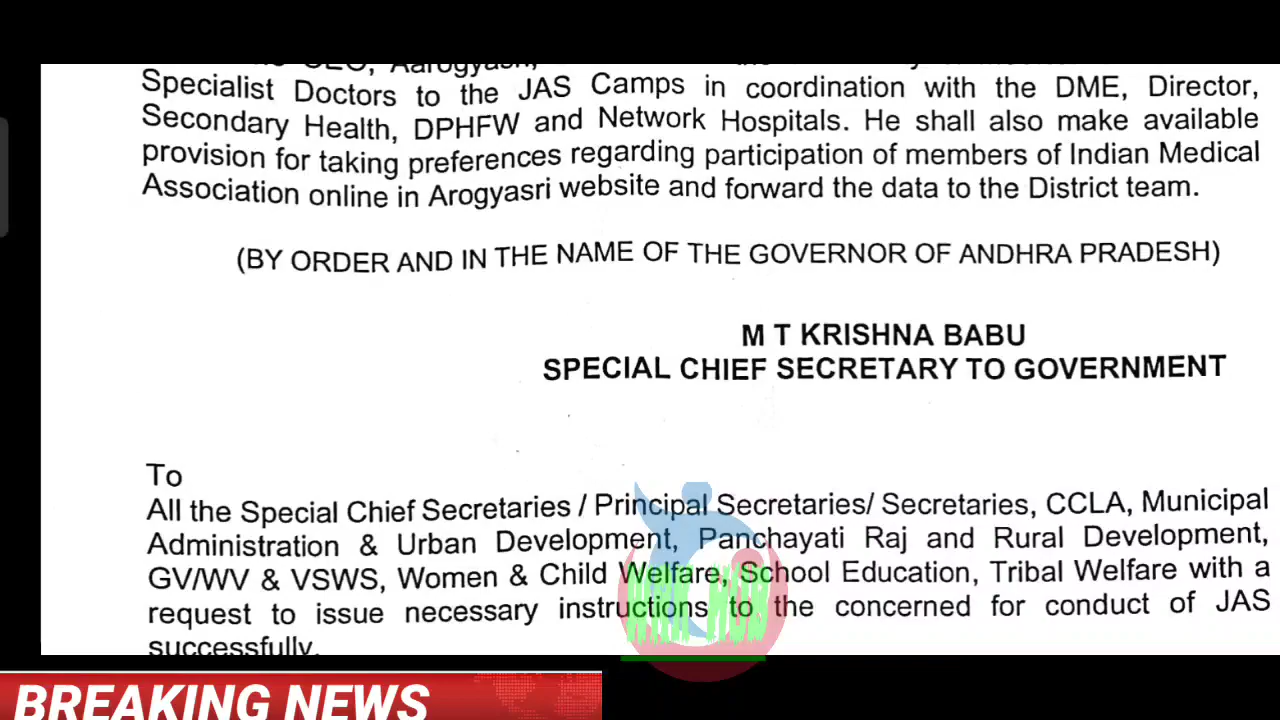 CEO, Aarogyasri,
Specialist Doctors to the JAS Camps in coordination with the DME, Director,
Secondary Health, DPHFW and Network Hospitals. He shall also make available
provision for taking preferences regarding participation of members of Indian Medical
Association online in Arogyasri website and forward the data to the District team.
(BY ORDER AND IN THE NAME OF THE GOVERNOR OF ANDHRA PRADESH)
M T KRISHNA BABU
SPECIAL CHIEF SECRETARY TO GOVERNMENT
To
All the Special Chief Secretaries / Principal Secretaries/ Secretaries, CCLA, Municipal
Administration & Urban Development, Panchayati Raj and Rural Development,
GV/WV & VSWS, Women & Child Welfare, School Education, Tribal Welfare with a
request to issue necessary instructions to the concerned for conduct of JAS
successfully.
BREAKING NEWS